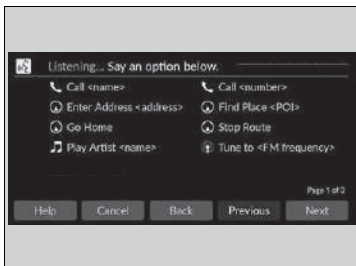 Listening... Say an option below.
Call <name>
Call <number>
Enter Address <address>
Find Place <POI>
Go Home
Stop Route
Play Artist <name>
Tune to <FM frequency>
Page 1 of 2
Help Cancel Back Previous Next